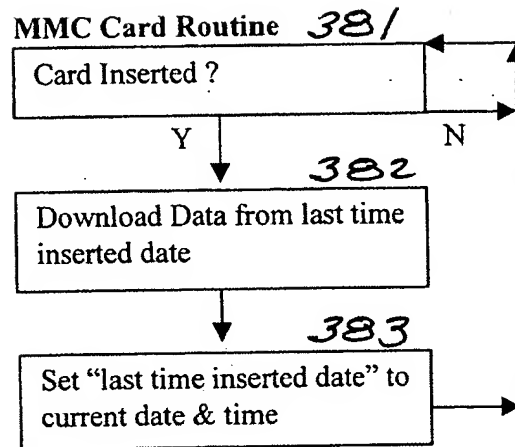 MMC Card Routine 381
Card Inserted ?
Y
N
382
Download Data from last time
inserted date
383
Set “last time inserted date” to
current date & time